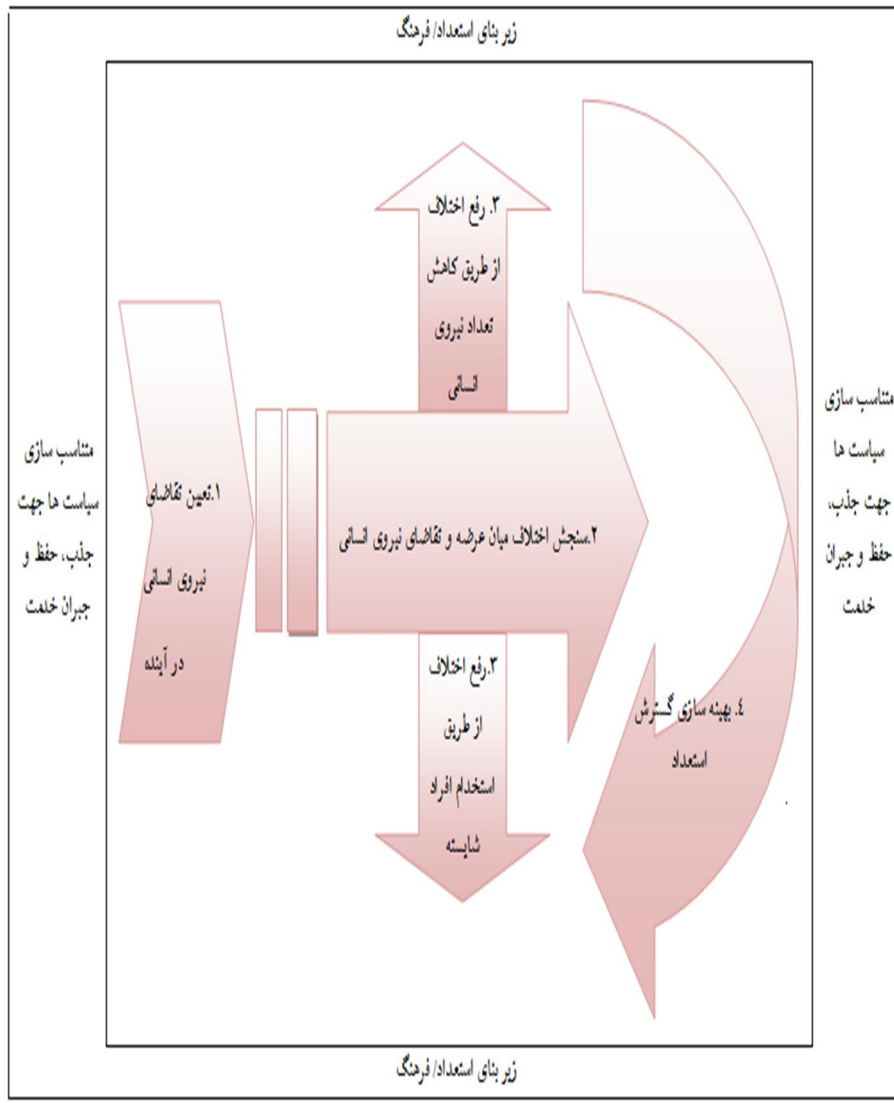 زیر بنای استعداد/ فرهنگ
متناسب سازی
سیاست ها
جهت جذب،
حفظ و جبران
خدمت
متناسب سازی
سیاست ها جهت
جذب، حفظ و
جبران خدمت
۱.تعیین تقاضای
نیروی انسانی
در آینده
۲.سنجش اختلاف میان عرضه و تقاضای نیروی انسانی
۳. رفع اختلاف
از طریق کاهش
تعداد نیروی
انسانی
۳.رفع اختلاف
از طریق
استخدام افراد
شایسته
٤. بهینه سازی گسترش
استعداد
زیر بنای استعداد/ فرهنگ